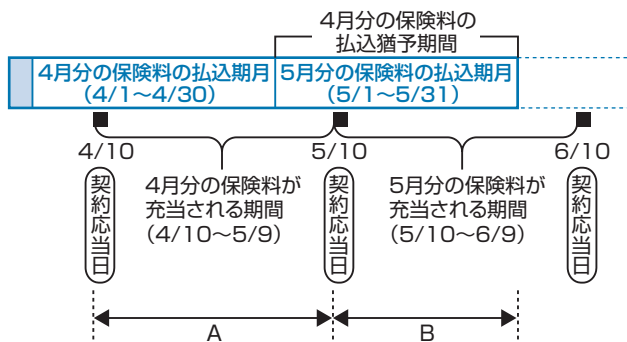 4月分の保険料の
払込猶予期間
4月分の保険料の払込期月
(4/1〜4/30)
5月分の保険料の払込期月
(5/1〜5/31)
4/10
5/10
6/10
契約応当日
4月分の保険料が
充当される期間
(4/10〜5/9)
契約応当日
5月分の保険料が
充当される期間
(5/10〜6/9)
契約応当日
A
B